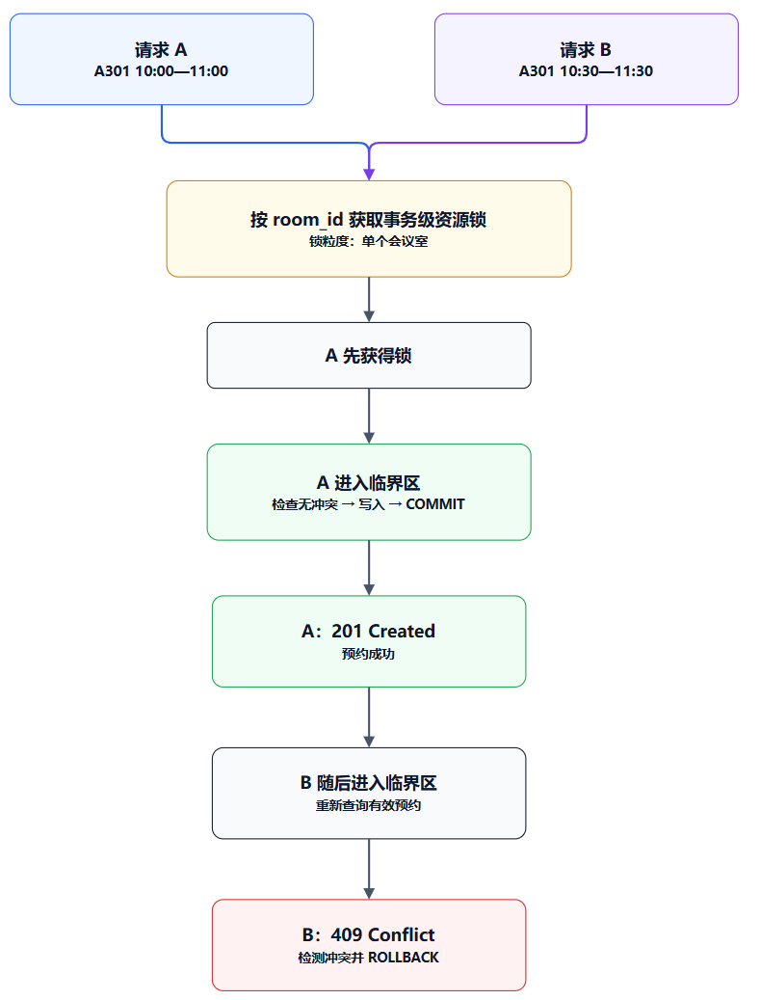 请求 A
A301 10:00—11:00
请求 B
A301 10:30—11:30
按 room_id 获取事务级资源锁
锁粒度：单个会议室
A 先获得锁
A 进入临界区
检查无冲突 → 写入 → COMMIT
A：201 Created
预约成功
B 随后进入临界区
重新查询有效预约
B：409 Conflict
检测冲突并 ROLLBACK